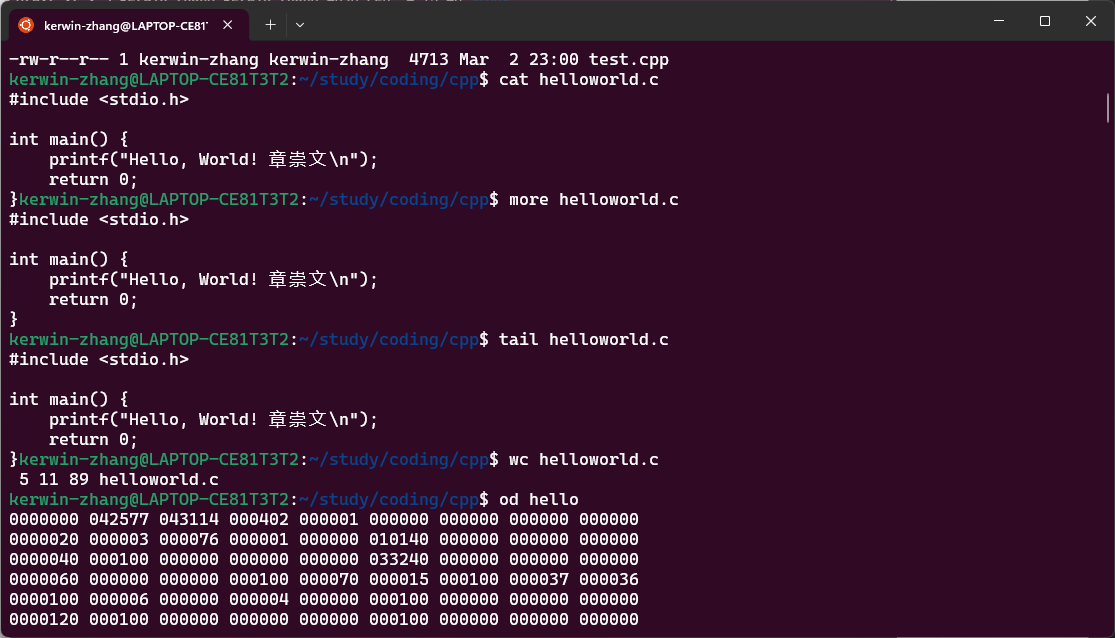 kerwin-zhang@LAPTOP-CE81T
-rw-r--r-- 1 kerwin-zhang kerwin-zhang  4713 Mar  2 23:00 test.cpp
kerwin-zhang@LAPTOP-CE81T3T2:~/study/coding/cpp$ cat helloworld.c
#include <stdio.h>

int main() {
    printf("Hello, World! 章崇文\n");
    return 0;
}kerwin-zhang@LAPTOP-CE81T3T2:~/study/coding/cpp$ more helloworld.c
#include <stdio.h>

int main() {
    printf("Hello, World! 章崇文\n");
    return 0;
}
kerwin-zhang@LAPTOP-CE81T3T2:~/study/coding/cpp$ tail helloworld.c
#include <stdio.h>

int main() {
    printf("Hello, World! 章崇文\n");
    return 0;
}kerwin-zhang@LAPTOP-CE81T3T2:~/study/coding/cpp$ wc helloworld.c
 5 11 89 helloworld.c
kerwin-zhang@LAPTOP-CE81T3T2:~/study/coding/cpp$ od hello
0000000 042577 043114 000402 000001 000000 000000 000000 000000
0000020 000003 000076 000001 000000 010140 000000 000000 000000
0000040 000100 000000 000000 000000 033240 000000 000000 000000
0000060 000000 000000 000100 000070 000015 000100 000037 000036
0000100 000006 000000 000004 000000 000100 000000 000000 000000
0000120 000100 000000 000000 000000 000100 000000 000000 000000